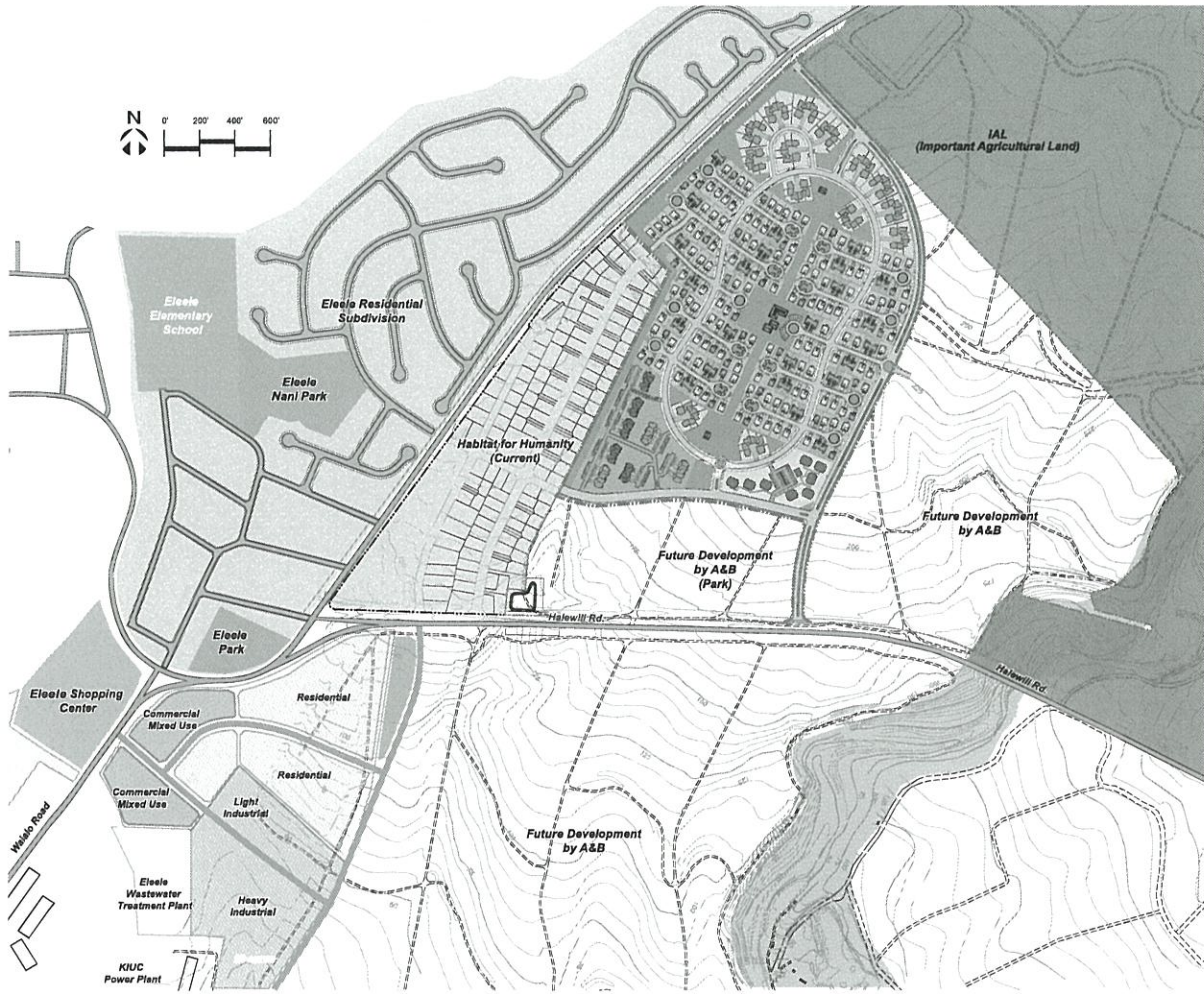 N
0' 200' 400' 600'
IAL
(Important Agricultural Land)
Eleele
Elementary
School
Eleele Residential
Subdivision
Eleele
Nani Park
Habitat for Humanity
(Current)
Future Development
by A&B
Future Development
by A&B
(Park)
Halewili Rd.
Eleele
Park
Halewili Rd.
Eleele Shopping
Center
Residential
Commercial
Mixed Use
Residential
Commercial
Mixed Use
Light
Industrial
Waialo Road
Future Development
by A&B
Eleele
Wastewater
Treatment Plant
Heavy
Industrial
KIUC
Power Plant